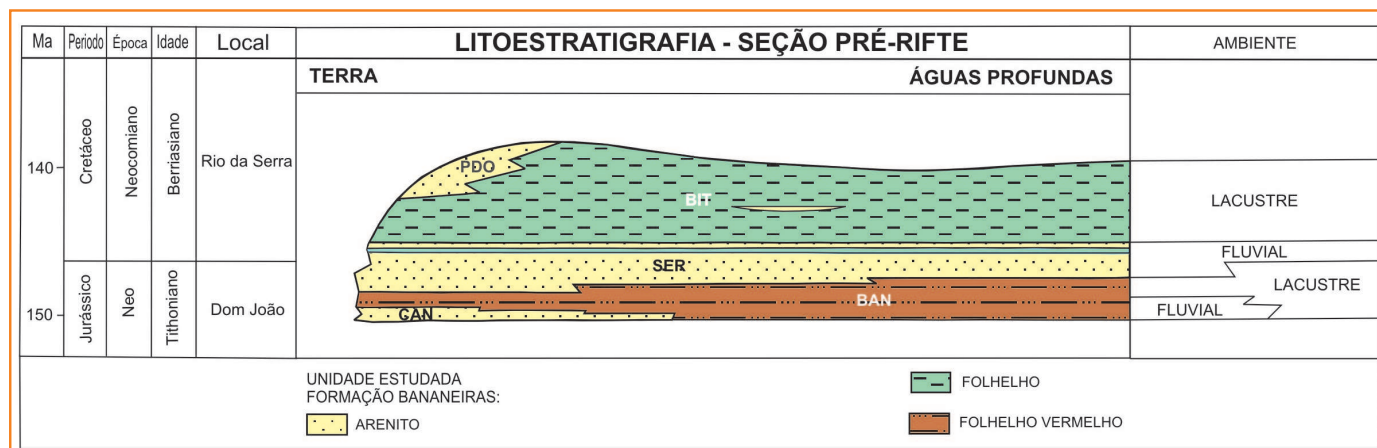 Ma Periodo Época Idade Local LITOESTRATIGRAFIA - SEÇÃO PRÉ-RIFTE AMBIENTE
TERRA ÁGUAS PROFUNDAS
140
150
Cretáceo
Jurássico
Neocomiano
Neo
Berriasiano
Tithoniano
Rio da Serra
Dom João
PDO
BIT
SER
BAN
CAN
LACUSTRE
FLUVIAL
LACUSTRE
FLUVIAL
UNIDADE ESTUDADA
FORMAÇÃO BANANEIRAS:
ARENITO
FOLHELHO
FOLHELHO VERMELHO